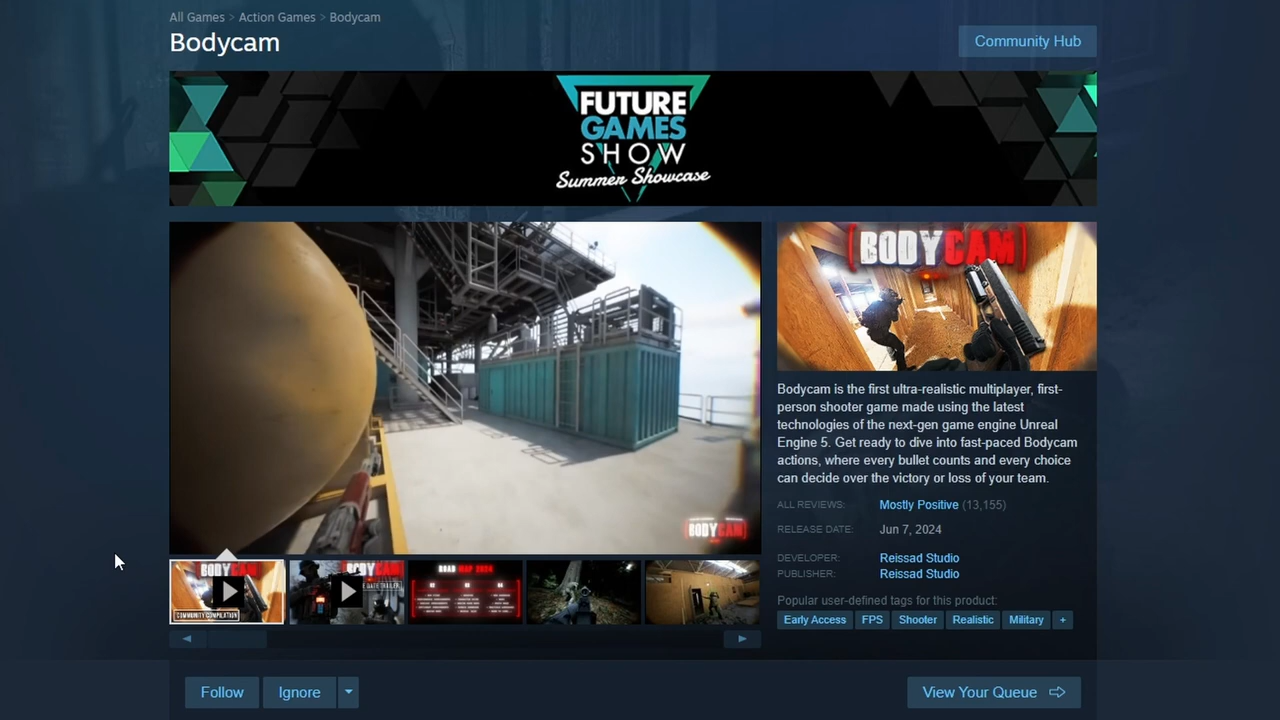 All Games > Action Games > Bodycam
Bodycam
Community Hub
FUTURE
GAMES
SHOW
Summer Showcase
[BODYCAM]
Bodycam is the first ultra-realistic multiplayer, first-
person shooter game made using the latest
technologies of the next-gen game engine Unreal
Engine 5. Get ready to dive into fast-paced Bodycam
actions, where every bullet counts and every choice
can decide over the victory or loss of your team.
ALL REVIEWS: Mostly Positive (13,155)
RELEASE DATE: Jun 7, 2024
DEVELOPER: Reissad Studio
PUBLISHER: Reissad Studio
Popular user-defined tags for this product:
Early Access FPS Shooter Realistic Military +
BODYCAM
BODYCAM
COMMUNITY COMPILATION
BODYCAM
ROAD MAP 2024
Follow Ignore
View Your Queue